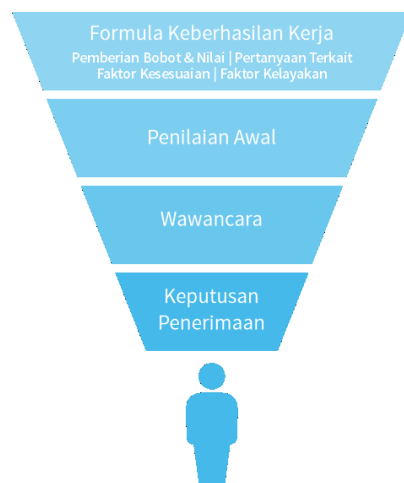 Formula Keberhasilan Kerja
Pemberian Bobot & Nilai | Pertanyaan Terkait
Faktor Kesesuaian | Faktor Kelayakan
Penilaian Awal
Wawancara
Keputusan
Penerimaan